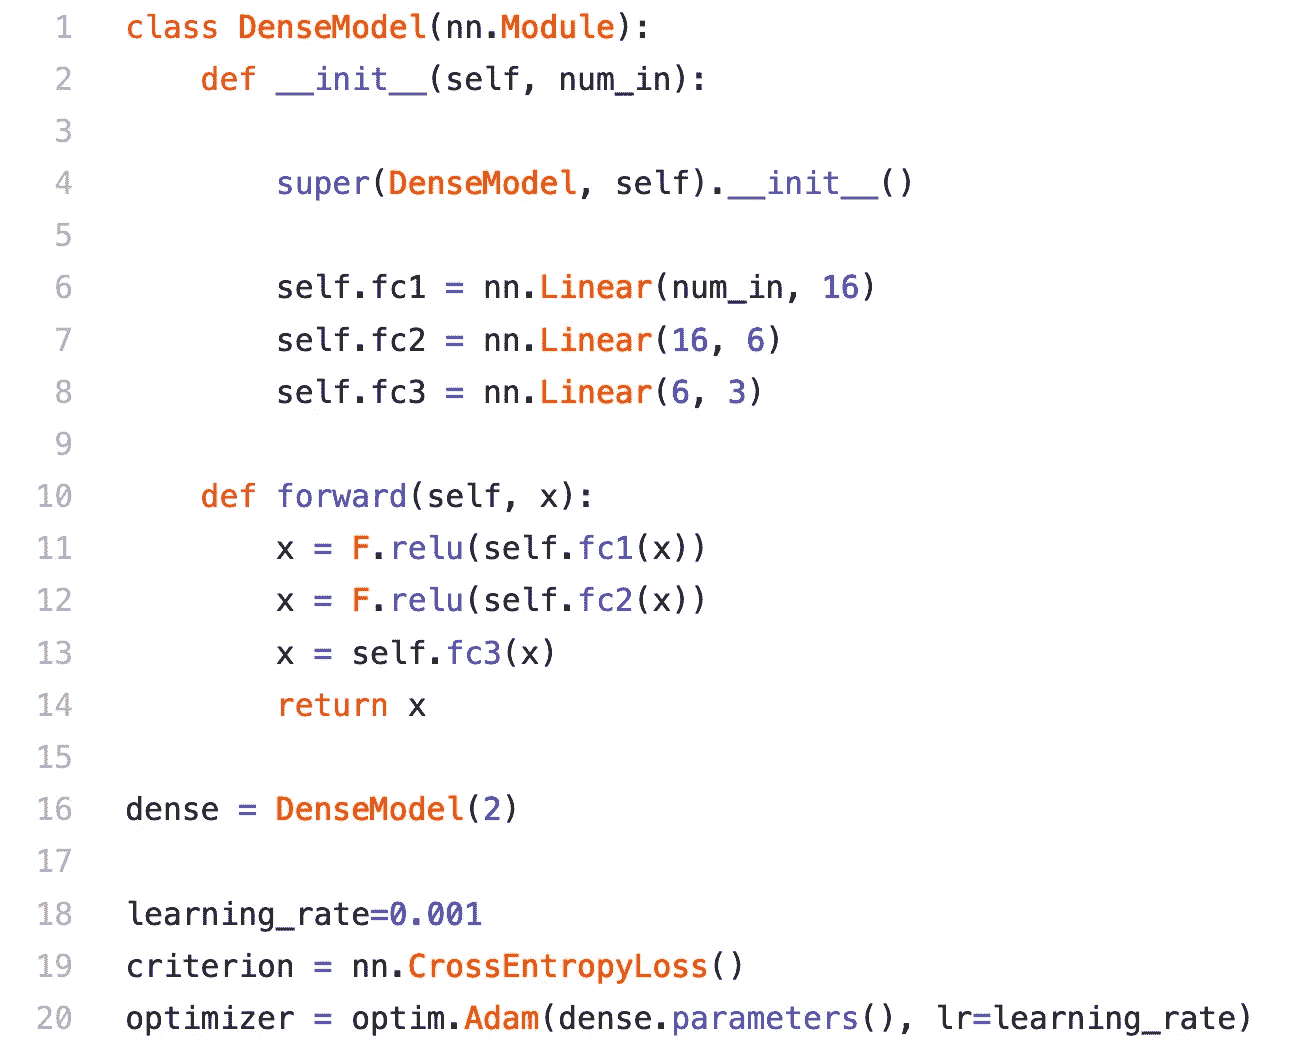 1 class DenseModel(nn.Module):
2     def __init__(self, num_in):
3
4         super(DenseModel, self).__init__()
5
6         self.fc1 = nn.Linear(num_in, 16)
7         self.fc2 = nn.Linear(16, 6)
8         self.fc3 = nn.Linear(6, 3)
9
10     def forward(self, x):
11         x = F.relu(self.fc1(x))
12         x = F.relu(self.fc2(x))
13         x = self.fc3(x)
14         return x
15
16 dense = DenseModel(2)
17
18 learning_rate=0.001
19 criterion = nn.CrossEntropyLoss()
20 optimizer = optim.Adam(dense.parameters(), lr=learning_rate)